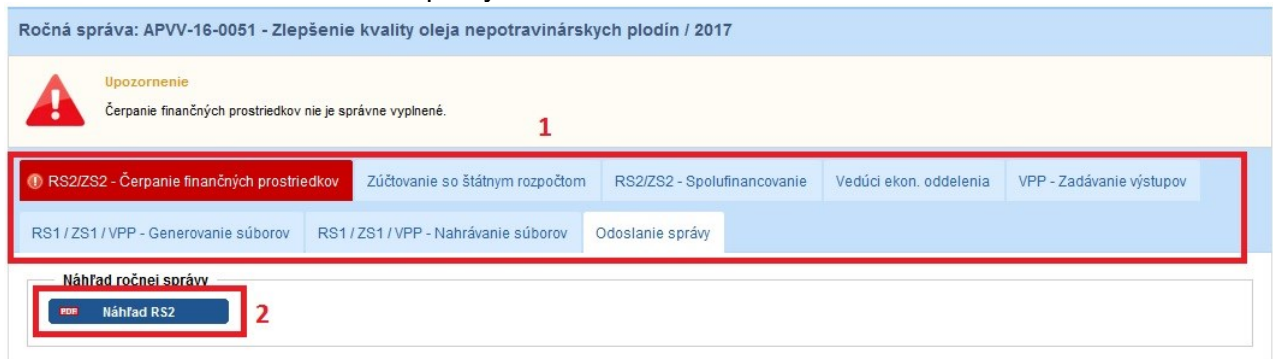 Ročná správa: APVV-16-0051 - Zlepšenie kvality oleja nepotravinárskych plodín / 2017
Upozornenie
Čerpanie finančných prostriedkov nie je správne vyplnené.
1
RS2/ZS2 - Čerpanie finančných prostriedkov Zúčtovanie so štátnym rozpočtom RS2/ZS2 - Spolufinancovanie Vedúci ekon. oddelenia VPP - Zadávanie výstupov
RS1 / ZS1 / VPP - Generovanie súborov RS1 / ZS1 / VPP - Nahrávanie súborov Odoslanie správy
Náhľad ročnej správy
PDF Náhľad RS2 2